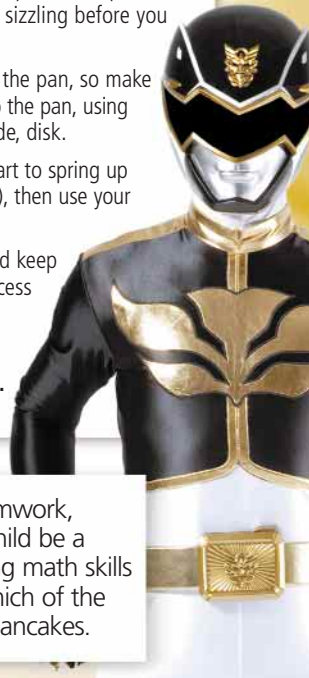 sizzling before you
the pan, so make
the pan, using
de, disk.
art to spring up
), then use your
d keep
cess
.
mwork,
hild be a
g math skills
hich of the
ancakes.